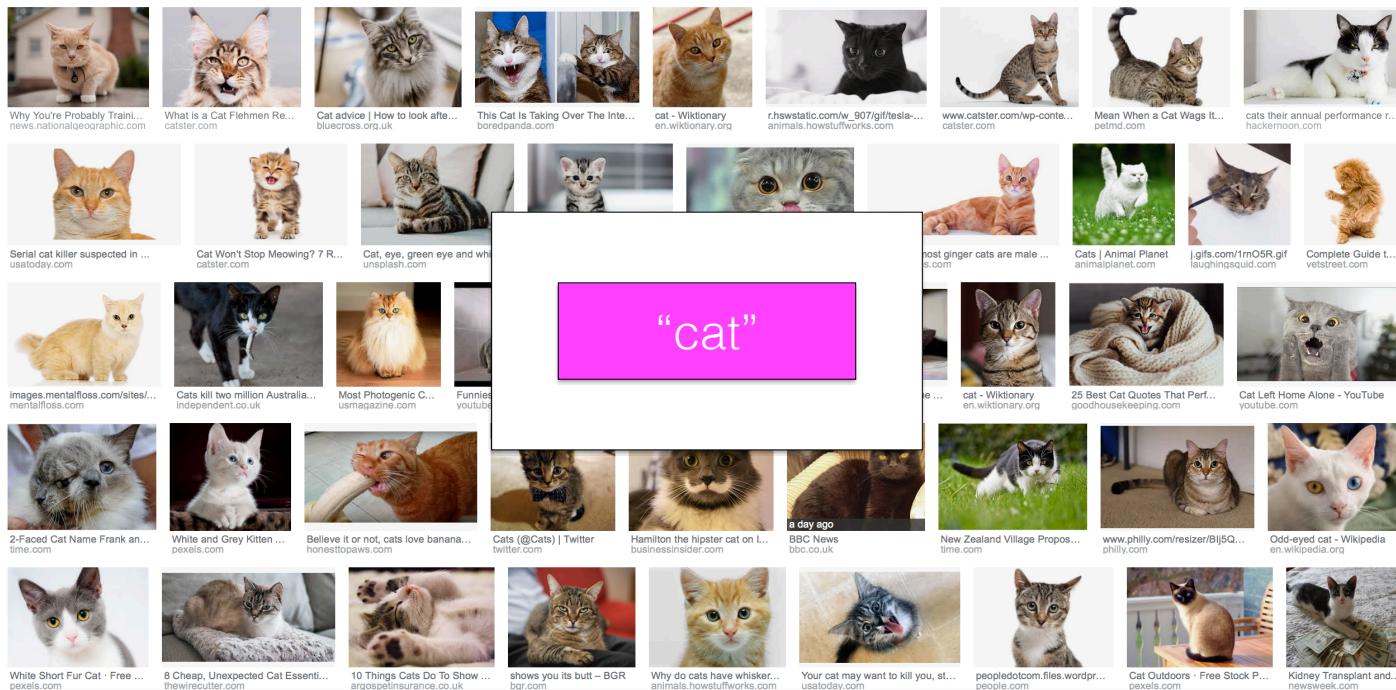 Why You're Probably Traini...
news.nationalgeographic.com
What is a Cat Flehmen Re...
catster.com
Cat advice | How to look afte...
bluecross.org.uk
This Cat Is Taking Over The Inte...
boredpanda.com
cat - Wiktionary
en.wiktionary.org
r.hswstatic.com/w_907/gif/tesla-...
animals.howstuffworks.com
www.catster.com/wp-conte...
catster.com
Mean When a Cat Wags It...
petmd.com
cats their annual performance r...
hackernoon.com
Serial cat killer suspected in ...
usatoday.com
Cat Won't Stop Meowing? 7 R...
catster.com
Cat, eye, green eye and whi
unsplash.com
most ginger cats are male ...
s.com
Cats | Animal Planet
animalplanet.com
j.gifs.com/1rnO5R.gif
laughingsquid.com
Complete Guide t...
vetstreet.com
“cat”
images.mentalfloss.com/sites/...
mentalfloss.com
Cats kill two million Australia...
independent.co.uk
Most Photogenic C...
usmagazine.com
Funnies
youtube
e ...
cat - Wiktionary
en.wiktionary.org
25 Best Cat Quotes That Perf...
goodhousekeeping.com
Cat Left Home Alone - YouTube
youtube.com
a day ago
2-Faced Cat Name Frank an...
time.com
White and Grey Kitten ...
pexels.com
Believe it or not, cats love banana...
honesttopaws.com
Cats (@Cats) | Twitter
twitter.com
Hamilton the hipster cat on I...
businessinsider.com
BBC News
bbc.co.uk
New Zealand Village Propos...
time.com
www.philly.com/resizer/BIj5Q...
philly.com
Odd-eyed cat - Wikipedia
en.wikipedia.org
White Short Fur Cat · Free ...
pexels.com
8 Cheap, Unexpected Cat Essenti...
thewirecutter.com
10 Things Cats Do To Show ...
argospetinsurance.co.uk
shows you its butt – BGR
bgr.com
Why do cats have whisker...
animals.howstuffworks.com
Your cat may want to kill you, st...
usatoday.com
peopledotcom.files.wordpr...
people.com
Cat Outdoors · Free Stock P...
pexels.com
Kidney Transplant and
newsweek.com